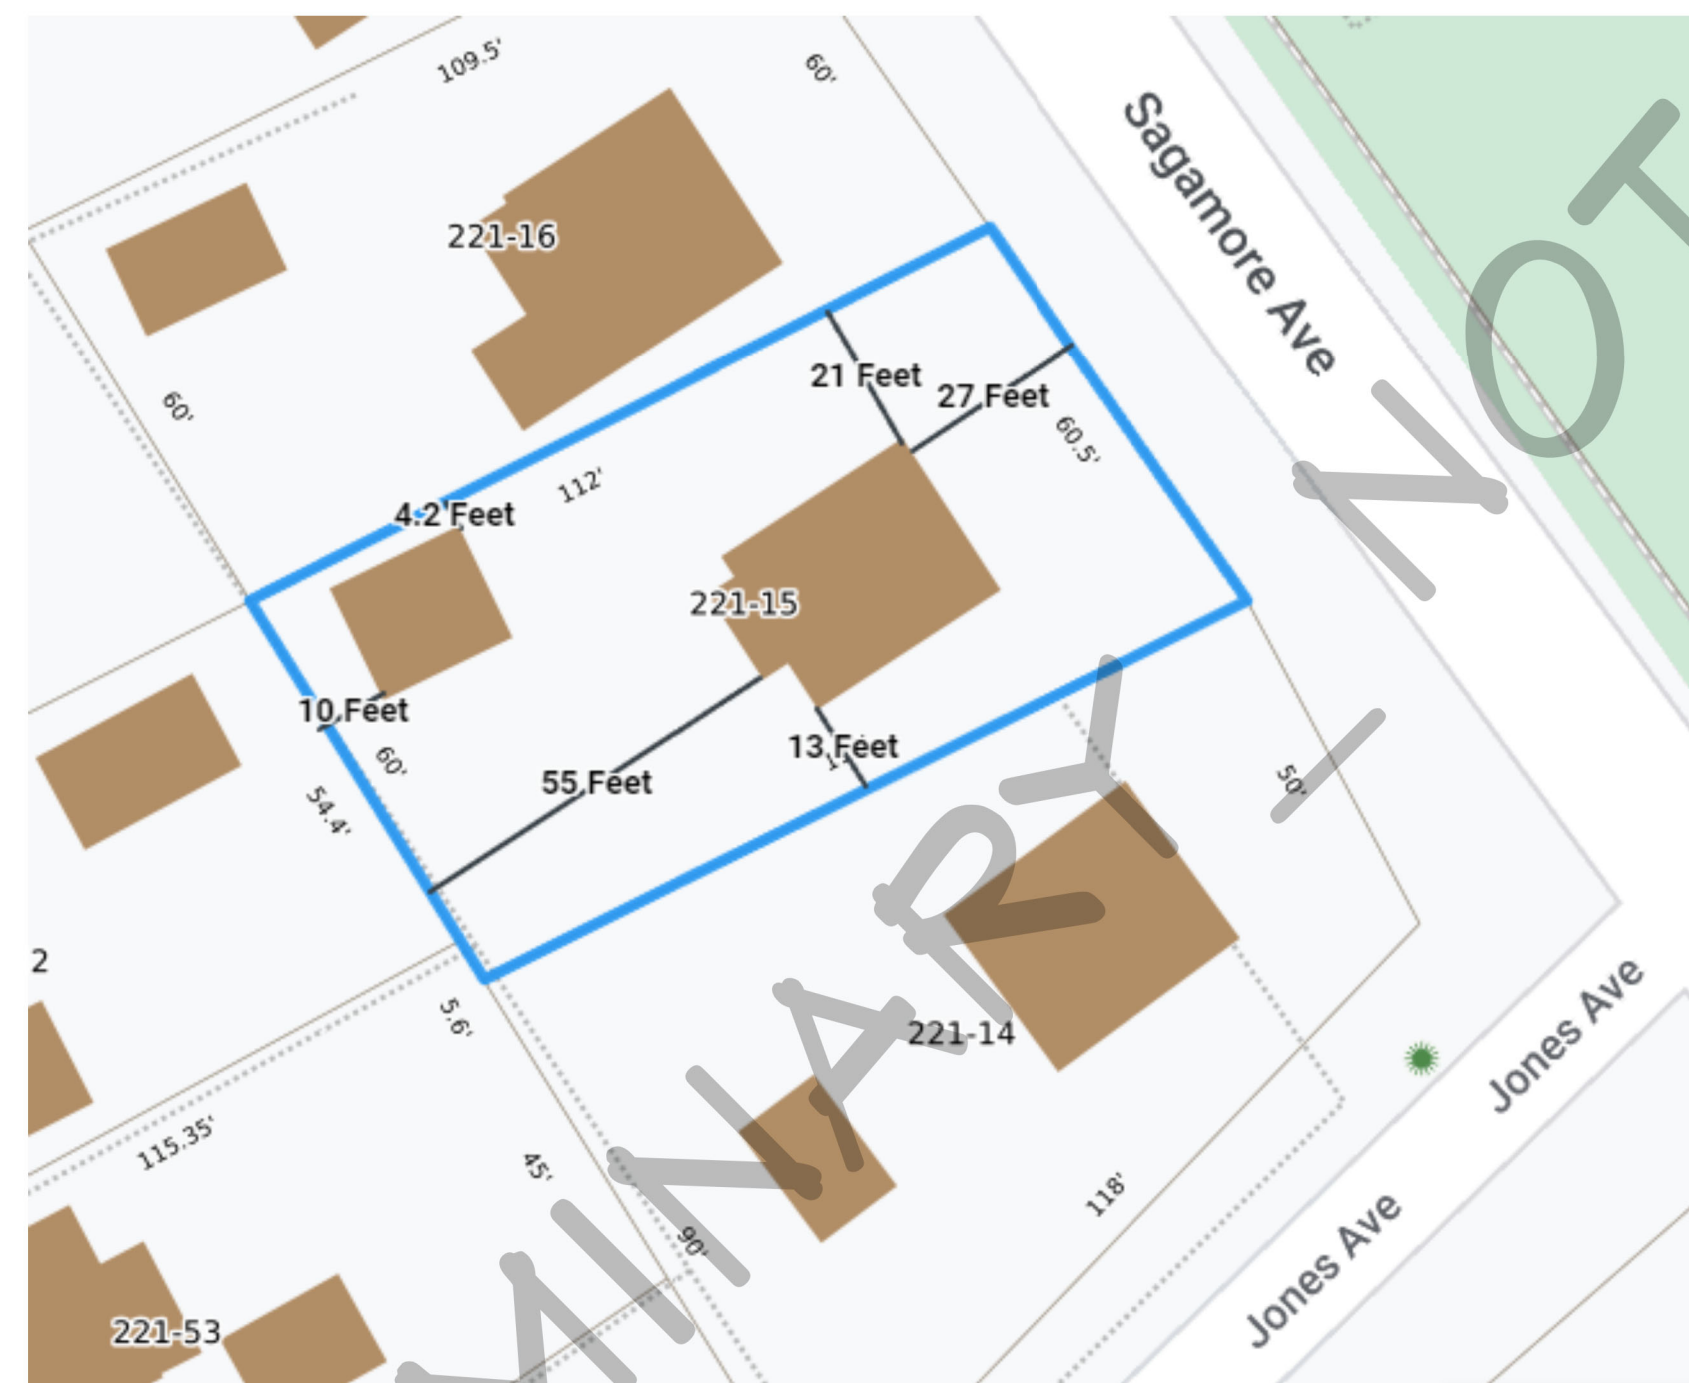 109.5'
60'
Sagamore Ave
221-16
21 Feet
27 Feet
60'
60.5'
112'
4.2 Feet
221-15
10 Feet
60'
13 Feet
55 Feet
54.4'
50'
2
5.6'
221-14
Jones Ave
115.35'
45'
118'
90'
Jones Ave
221-53
MINARY - NOT